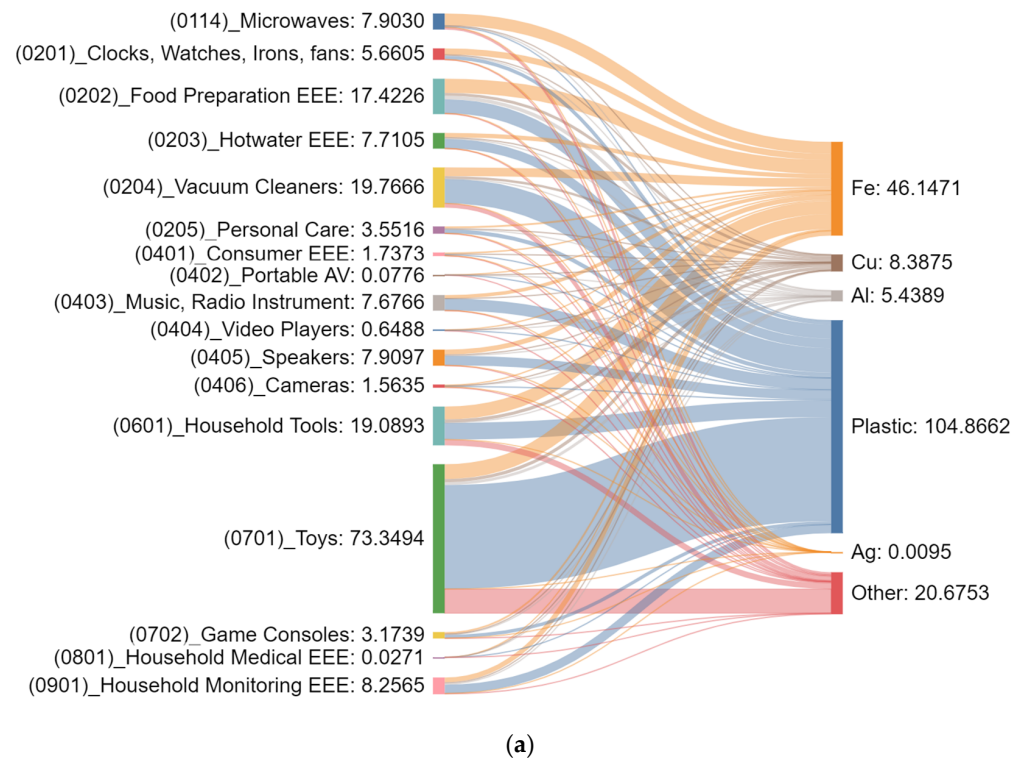 (0114)_Microwaves: 7.9030
(0201)_Clocks, Watches, Irons, fans: 5.6605
(0202)_Food Preparation EEE: 17.4226
(0203)_Hotwater EEE: 7.7105
(0204)_Vacuum Cleaners: 19.7666
(0205)_Personal Care: 3.5516
(0401)_Consumer EEE: 1.7373
(0402)_Portable AV: 0.0776
(0403)_Music, Radio Instrument: 7.6766
(0404)_Video Players: 0.6488
(0405)_Speakers: 7.9097
(0406)_Cameras: 1.5635
(0601)_Household Tools: 19.0893
(0701)_Toys: 73.3494
(0702)_Game Consoles: 3.1739
(0801)_Household Medical EEE: 0.0271
(0901)_Household Monitoring EEE: 8.2565
Fe: 46.1471
Cu: 8.3875
Al: 5.4389
Plastic: 104.8662
Ag: 0.0095
Other: 20.6753
(a)